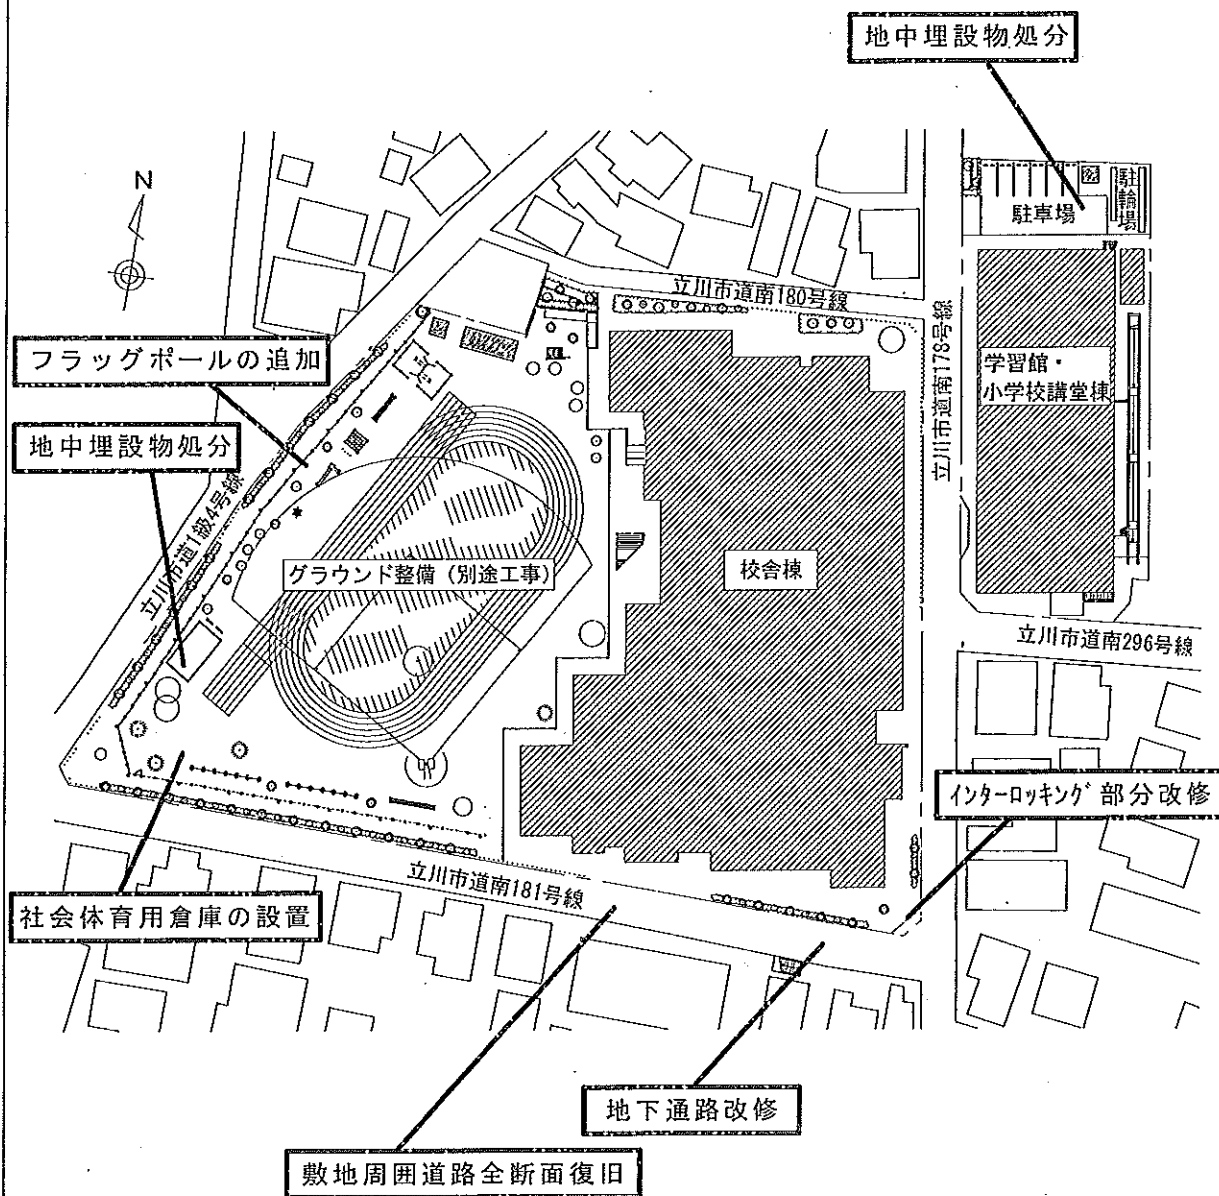 地中埋設物処分
N
駐車場
駐輪場
立川市道南180号線
フラッグポールの追加
立川市道南178号線
学習館・
小学校講堂棟
地中埋設物処分
立川市道1級4号線
グラウンド整備（別途工事）
校舎棟
立川市道南296号線
インターロッキング部分改修
立川市道南181号線
社会体育用倉庫の設置
地下通路改修
敷地周囲道路全断面復旧